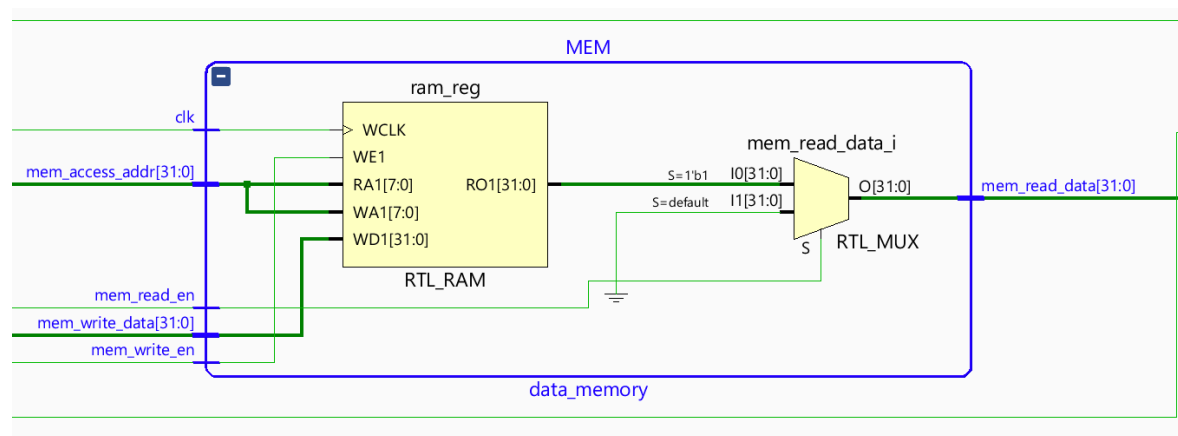 MEM
ram_reg
clk
WCLK
WE1
mem_read_data_i
mem_access_addr[31:0]
RA1[7:0]
RO1[31:0]
S=1'b1
I0[31:0]
O[31:0]
mem_read_data[31:0]
S=default
I1[31:0]
WA1[7:0]
WD1[31:0]
S
RTL_MUX
RTL_RAM
mem_read_en
mem_write_data[31:0]
mem_write_en
data_memory